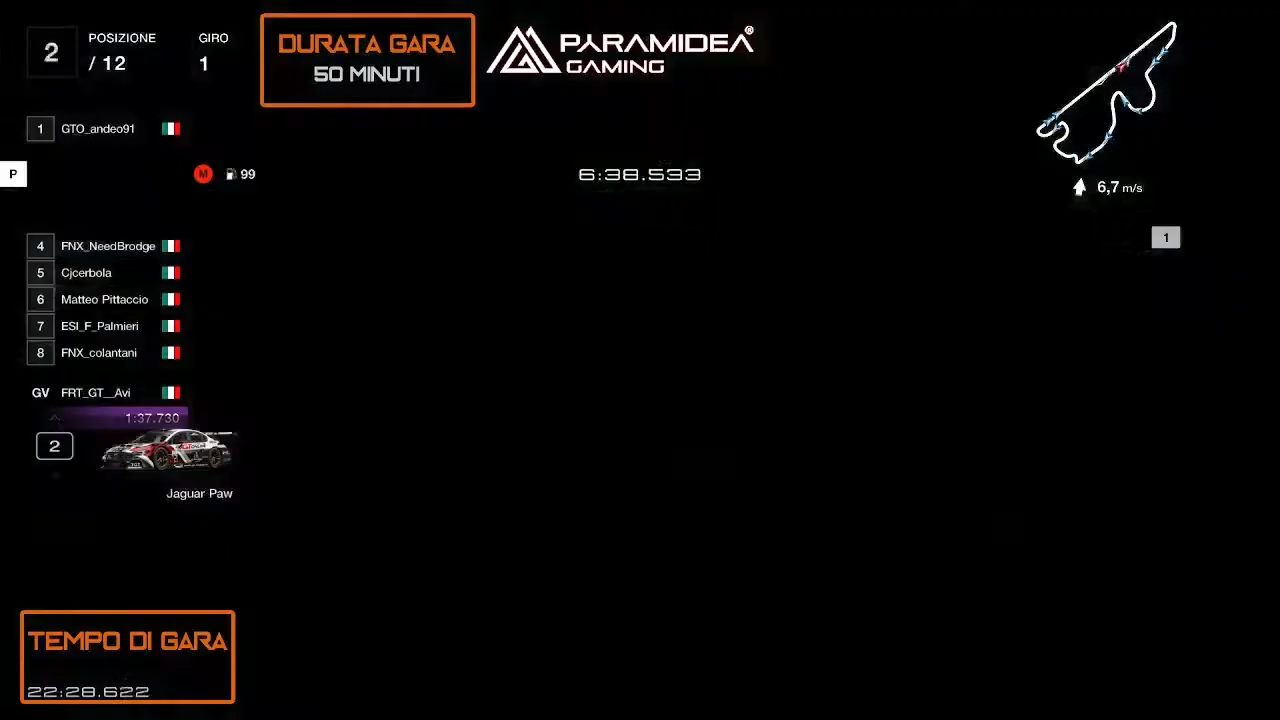 2
POSIZIONE
/ 12
GIRO
1
DURATA GARA
50 MINUTI
PARAMIDEA®
GAMING
1 GTO_andeo91
P M 99
6:38.533
6,7 m/s
1
4 FNX_NeedBrodge
5 Cjcerbola
6 Matteo Pittaccio
7 ESI_F_Palmieri
8 FNX_colantani
GV FRT_GT__Avi
1:37.730
2
Jaguar Paw
TEMPO DI GARA
22:28.622